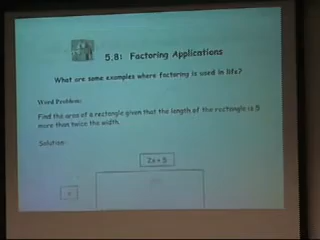 5.8: Factoring Applications
What are some examples where factoring is used in life?
Word Problem:
Find the area of a rectangle given that the length of the rectangle is 5
more than twice the width.
Solution:
2x + 5
x